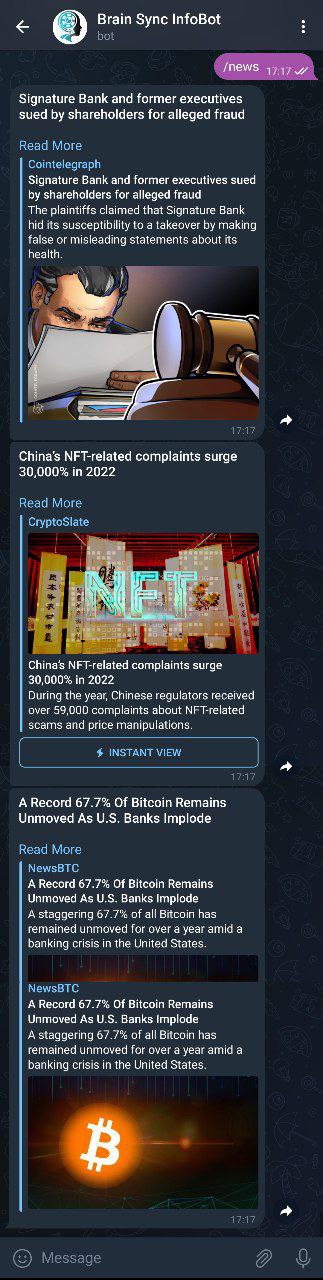 Brain Sync InfoBot
bot
/news 17:17
Signature Bank and former executives
sued by shareholders for alleged fraud
Read More
Cointelegraph
Signature Bank and former executives sued
by shareholders for alleged fraud
The plaintiffs claimed that Signature Bank
hid its susceptibility to a takeover by making
false or misleading statements about its
health.
17:17
China's NFT-related complaints surge
30,000% in 2022
Read More
CryptoSlate
NFT
China's NFT-related complaints surge
30,000% in 2022
During the year, Chinese regulators received
over 59,000 complaints about NFT-related
scams and price manipulations.
INSTANT VIEW
17:17
A Record 67.7% Of Bitcoin Remains
Unmoved As U.S. Banks Implode
Read More
NewsBTC
A Record 67.7% Of Bitcoin Remains
Unmoved As U.S. Banks Implode
A staggering 67.7% of all Bitcoin has
remained unmoved for over a year amid a
banking crisis in the United States.
NewsBTC
A Record 67.7% Of Bitcoin Remains
Unmoved As U.S. Banks Implode
A staggering 67.7% of all Bitcoin has
remained unmoved for over a year amid a
banking crisis in the United States.
17:17
Message